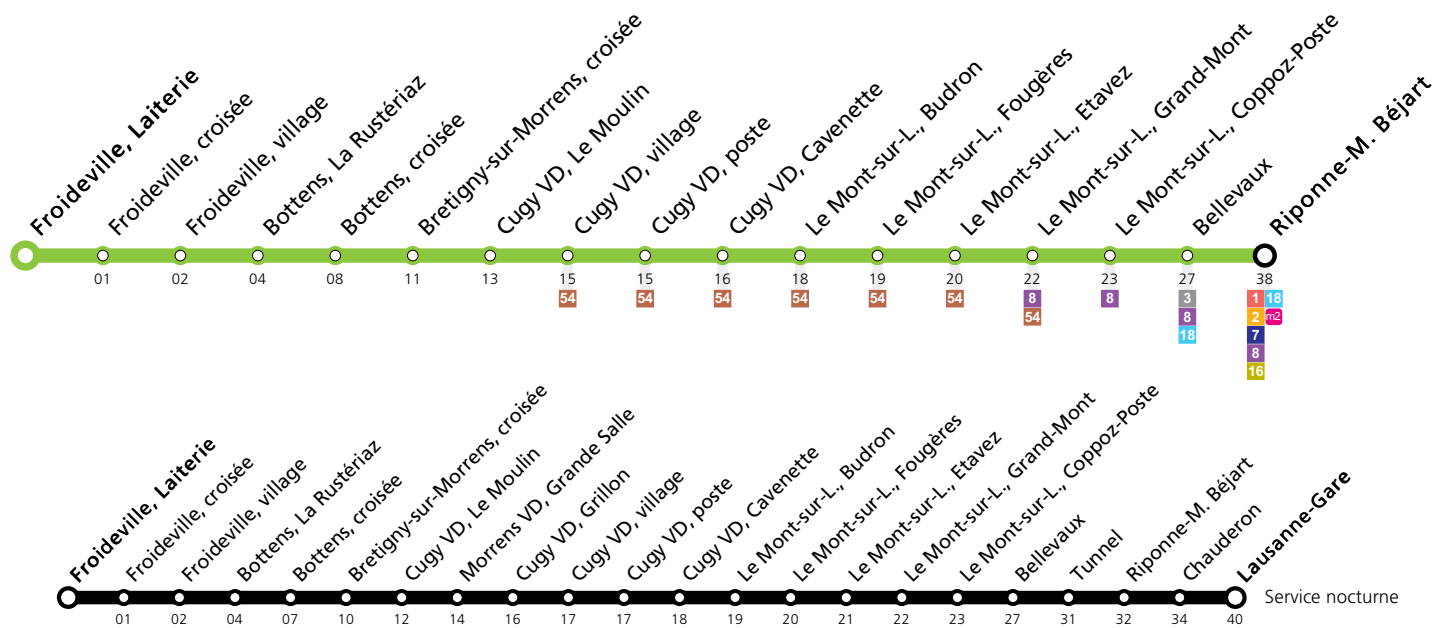 Froideville, Laiterie
Froideville, croisée
Froideville, village
Bottens, La Rustériaz
Bottens, croisée
Bretigny-sur-Morrens, croisée
Cugy VD, Le Moulin
Cugy VD, village
Cugy VD, poste
Cugy VD, Cavenette
Le Mont-sur-L., Budron
Le Mont-sur-L., Fougères
Le Mont-sur-L., Etavez
Le Mont-sur-L., Grand-Mont
Le Mont-sur-L., Coppoz-Poste
Bellevaux
Riponne-M. Béjart
01 02 04 08 11 13 15 15 16 18 19 20 22 23 27 38
54 54 54 54 54 54 8 8 3 1 18
54 8 2 m2
18 7
8
16
Froideville, Laiterie
Froideville, croisée
Froideville, village
Bottens, La Rustériaz
Bottens, croisée
Bretigny-sur-Morrens, croisée
Cugy VD, Le Moulin
Morrens VD, Grande Salle
Cugy VD, Grillon
Cugy VD, village
Cugy VD, poste
Cugy VD, Cavenette
Le Mont-sur-L., Budron
Le Mont-sur-L., Fougères
Le Mont-sur-L., Etavez
Le Mont-sur-L., Grand-Mont
Le Mont-sur-L., Coppoz-Poste
Bellevaux
Tunnel
Riponne-M. Béjart
Chauderon
Lausanne-Gare
Service nocturne
01 02 04 07 10 12 14 16 17 17 18 19 20 21 22 23 27 31 32 34 40